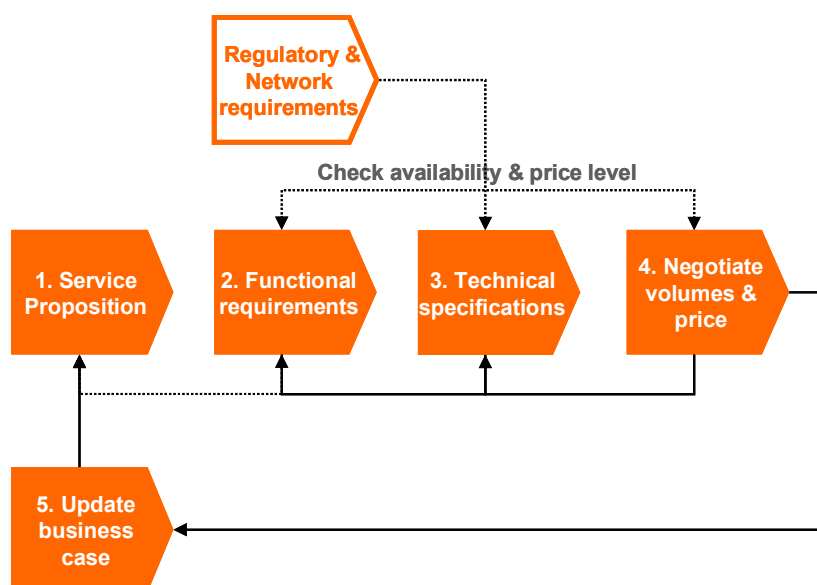 Regulatory &
Network
requirements
Check availability & price level
1. Service
Proposition
2. Functional
requirements
3. Technical
specifications
4. Negotiate
volumes &
price
5. Update
business
case